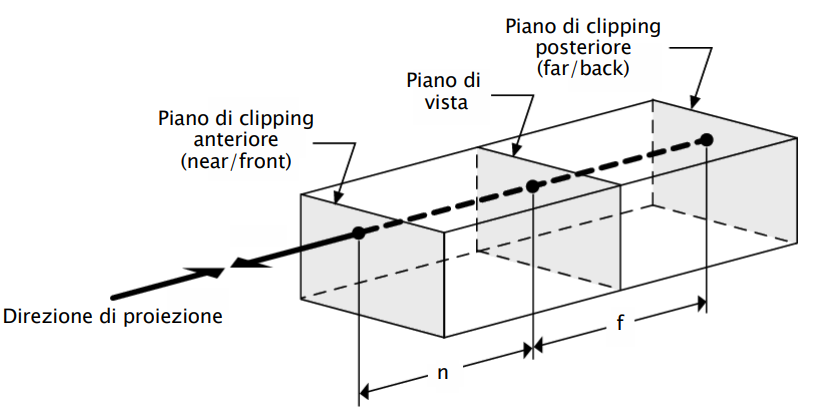 Piano di clipping
posteriore
(far/back)
Piano di
vista
Piano di clipping
anteriore
(near/front)
Direzione di proiezione
f
n